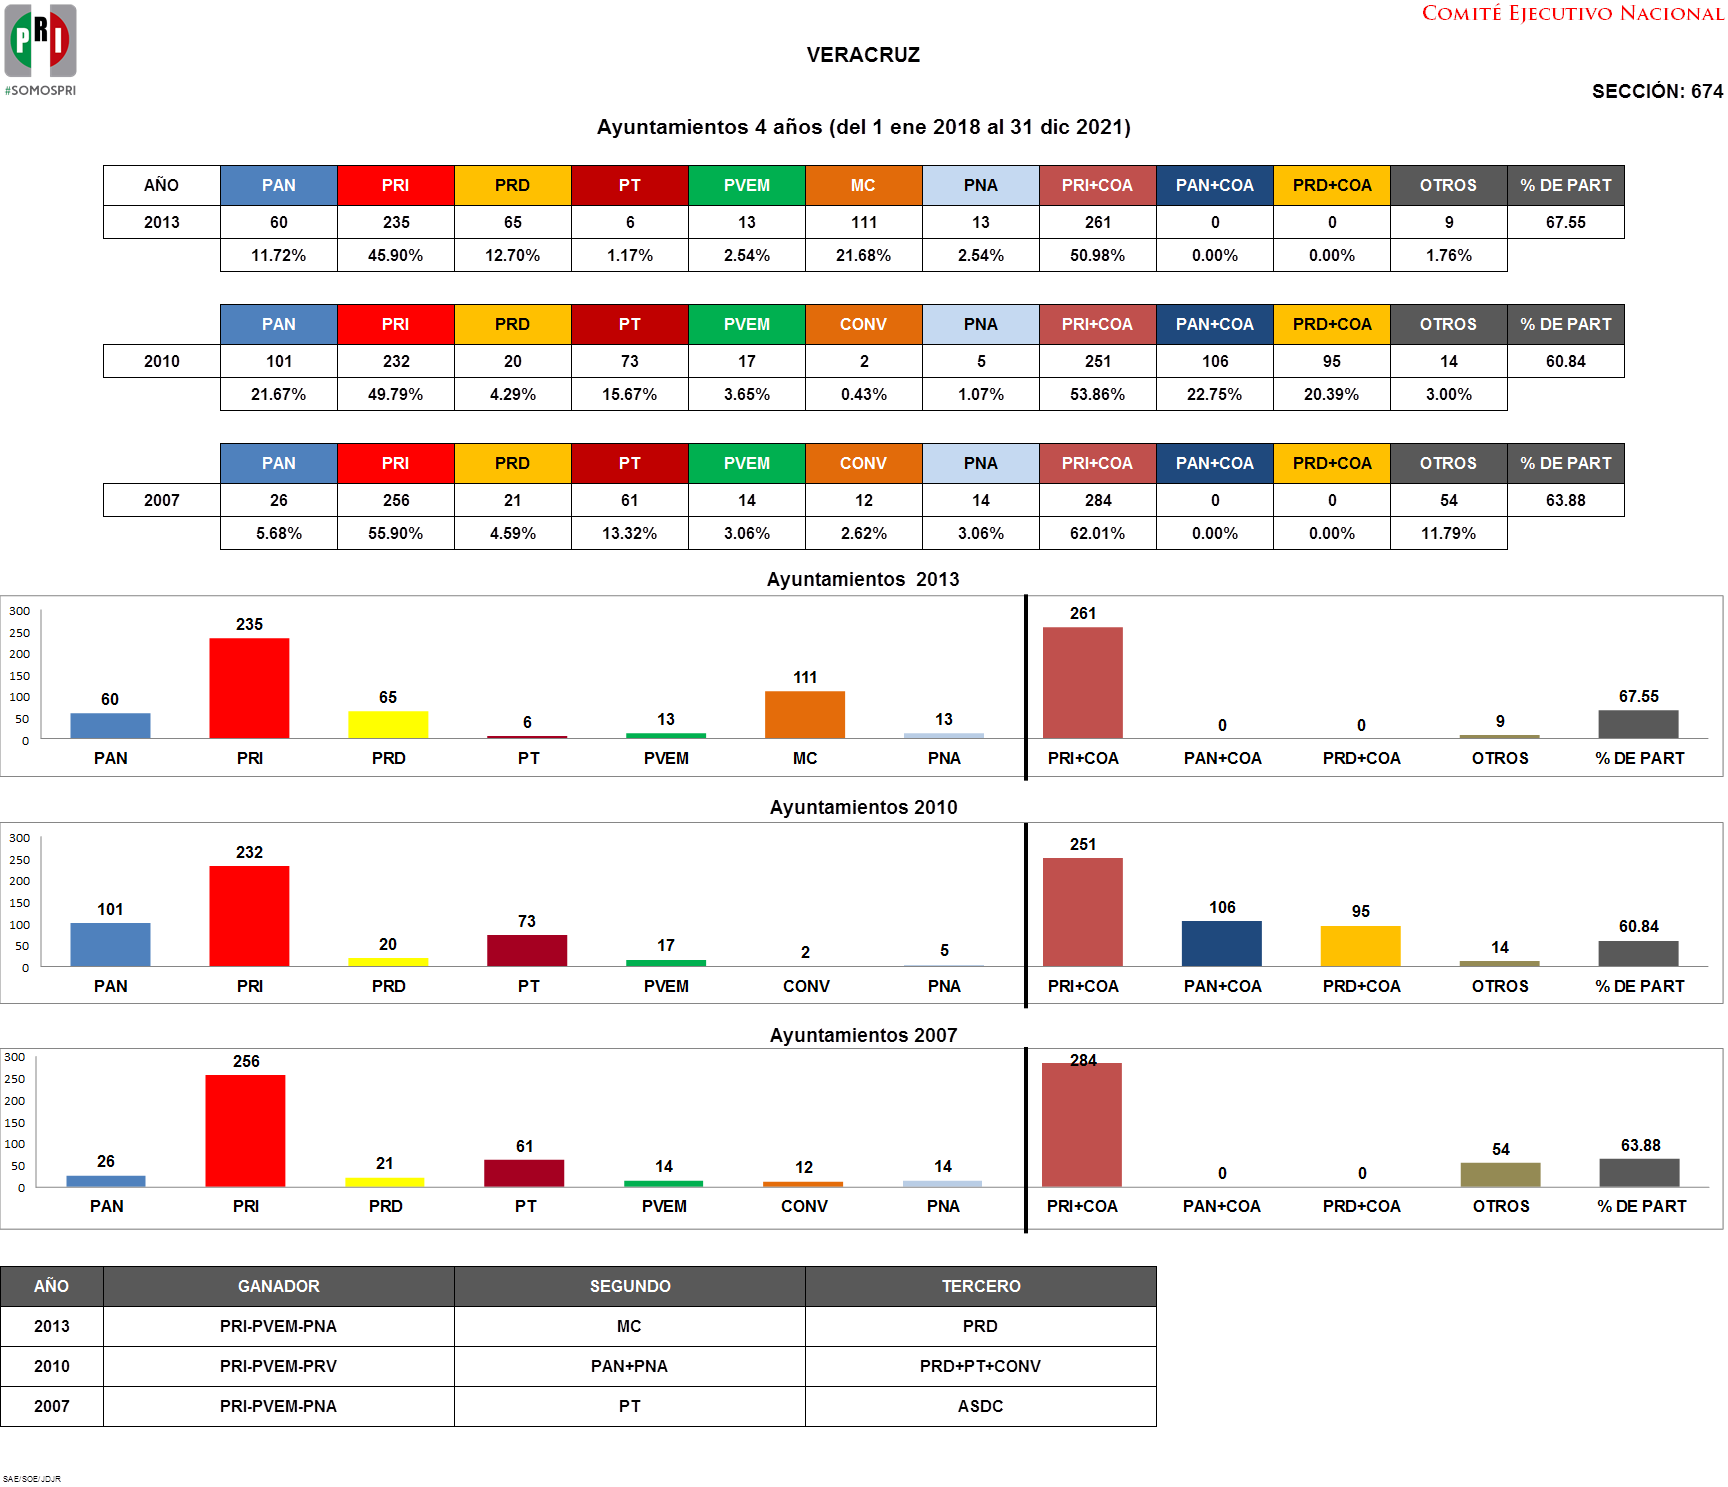 PRI
#SOMOSPRI
COMITÉ EJECUTIVO NACIONAL
VERACRUZ
SECCIÓN: 674
Ayuntamientos 4 años (del 1 ene 2018 al 31 dic 2021)
AÑO PAN PRI PRD PT PVEM MC PNA PRI+COA PAN+COA PRD+COA OTROS % DE PART
2013 60 235 65 6 13 111 13 261 0 0 9 67.55
11.72% 45.90% 12.70% 1.17% 2.54% 21.68% 2.54% 50.98% 0.00% 0.00% 1.76%
PAN PRI PRD PT PVEM CONV PNA PRI+COA PAN+COA PRD+COA OTROS % DE PART
2010 101 232 20 73 17 2 5 251 106 95 14 60.84
21.67% 49.79% 4.29% 15.67% 3.65% 0.43% 1.07% 53.86% 22.75% 20.39% 3.00%
PAN PRI PRD PT PVEM CONV PNA PRI+COA PAN+COA PRD+COA OTROS % DE PART
2007 26 256 21 61 14 12 14 284 0 0 54 63.88
5.68% 55.90% 4.59% 13.32% 3.06% 2.62% 3.06% 62.01% 0.00% 0.00% 11.79%
Ayuntamientos 2013
300
250
200
150
100
50
0
60 235 65 6 13 111 13 261 0 0 9 67.55
PAN PRI PRD PT PVEM MC PNA PRI+COA PAN+COA PRD+COA OTROS % DE PART
Ayuntamientos 2010
300
250
200
150
100
50
0
101 232 20 73 17 2 5 251 106 95 14 60.84
PAN PRI PRD PT PVEM CONV PNA PRI+COA PAN+COA PRD+COA OTROS % DE PART
Ayuntamientos 2007
300
250
200
150
100
50
0
26 256 21 61 14 12 14 284 0 0 54 63.88
PAN PRI PRD PT PVEM CONV PNA PRI+COA PAN+COA PRD+COA OTROS % DE PART
AÑO GANADOR SEGUNDO TERCERO
2013 PRI-PVEM-PNA MC PRD
2010 PRI-PVEM-PRV PAN+PNA PRD+PT+CONV
2007 PRI-PVEM-PNA PT ASDC
SAE/SOE/JDJR